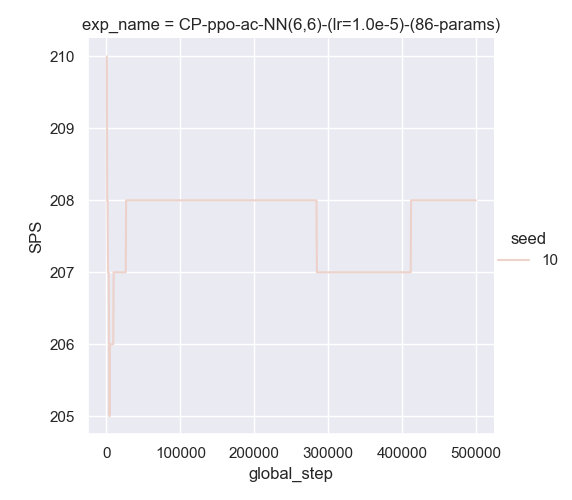 exp_name = CP-ppo-ac-NN(6,6)-(lr=1.0e-5)-(86-params)
210
209
208
207
206
205
SPS
0 100000 200000 300000 400000 500000
global_step
seed
10